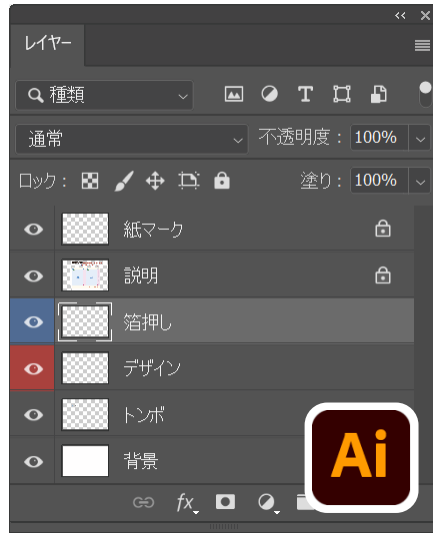 レイヤー
種類
通常 不透明度： 100%
ロック： 塗り： 100%
紙マーク
説明
箔押し
デザイン
トンボ
背景
fx
Ai